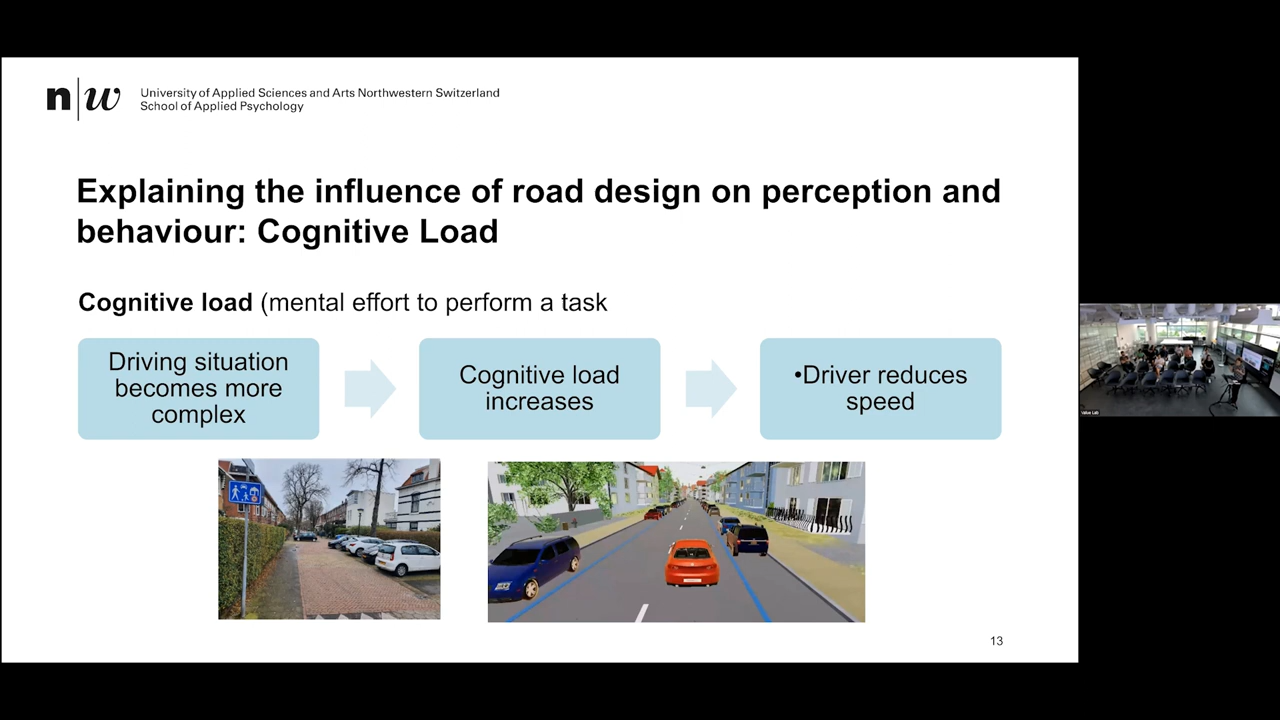 n|w
University of Applied Sciences and Arts Northwestern Switzerland
School of Applied Psychology
Explaining the influence of road design on perception and
behaviour: Cognitive Load
Cognitive load (mental effort to perform a task
Driving situation
becomes more
complex
Cognitive load
increases
•Driver reduces
speed
13
Value Lab